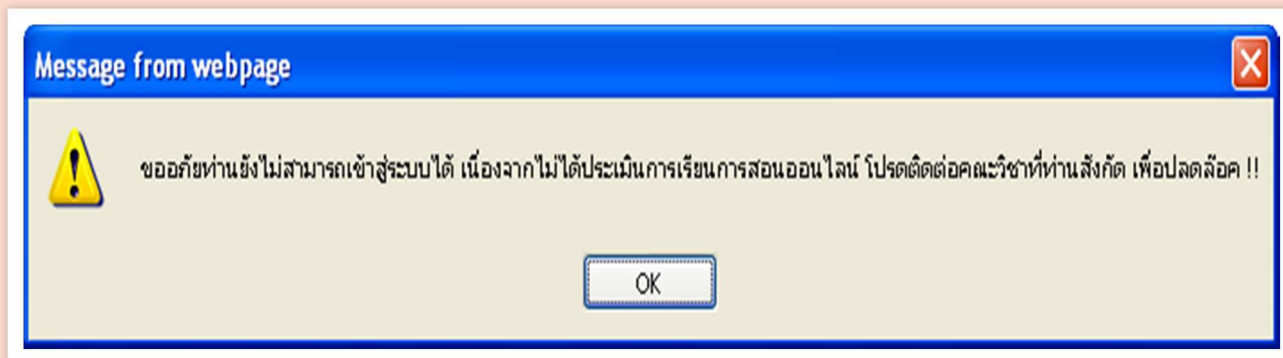 Message from webpage
ขออภัยท่านยังไม่สามารถเข้าสู่ระบบได้ เนื่องจากไม่ได้ประเมินการเรียนการสอนออนไลน์ โปรดติดต่อคณะวิชาที่ท่านสังกัด เพื่อปลดล๊อค !!
OK